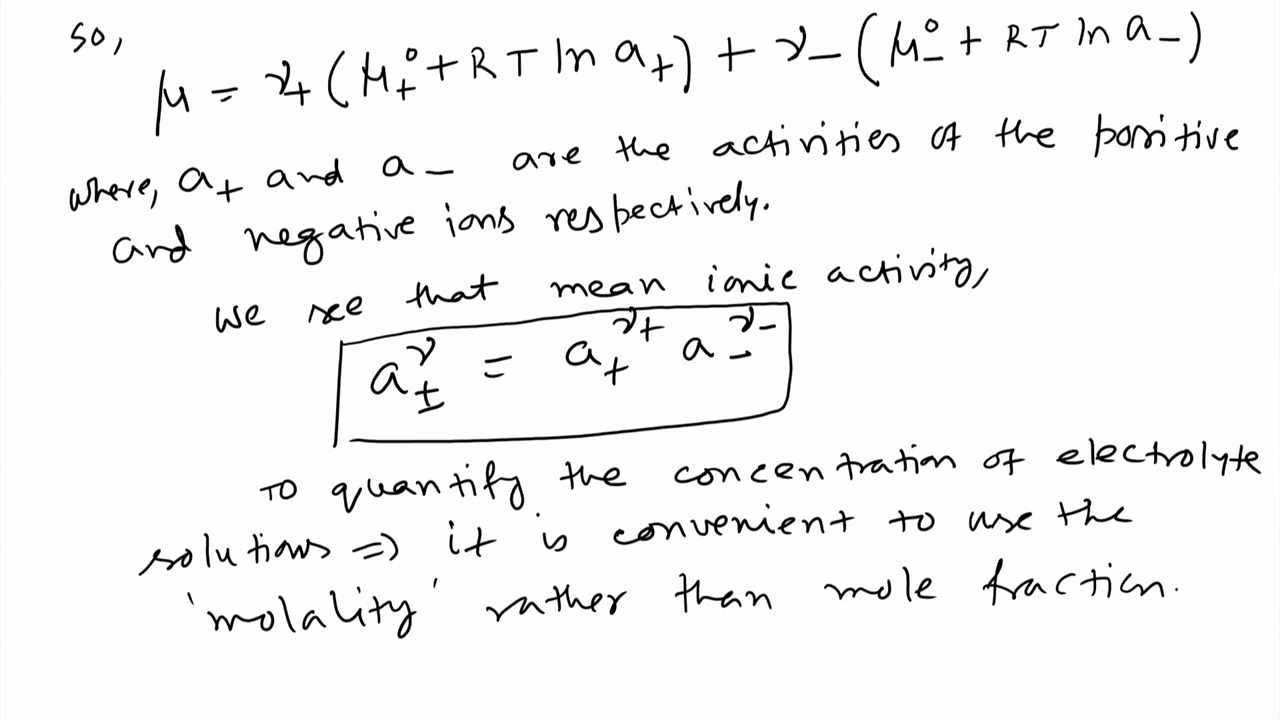 so,
μ = ν₊ (μ₊⁰ + RT ln a₊) + ν₋ (μ₋⁰ + RT ln a₋)
where, a₊ and a₋ are the activities of the positive
and negative ions respectively.
we see that mean ionic activity,
a±^ν = a₊^ν₊ a₋^ν₋
To quantify the concentration of electrolyte
solutions => it is convenient to use the
'molality' rather than mole fraction.